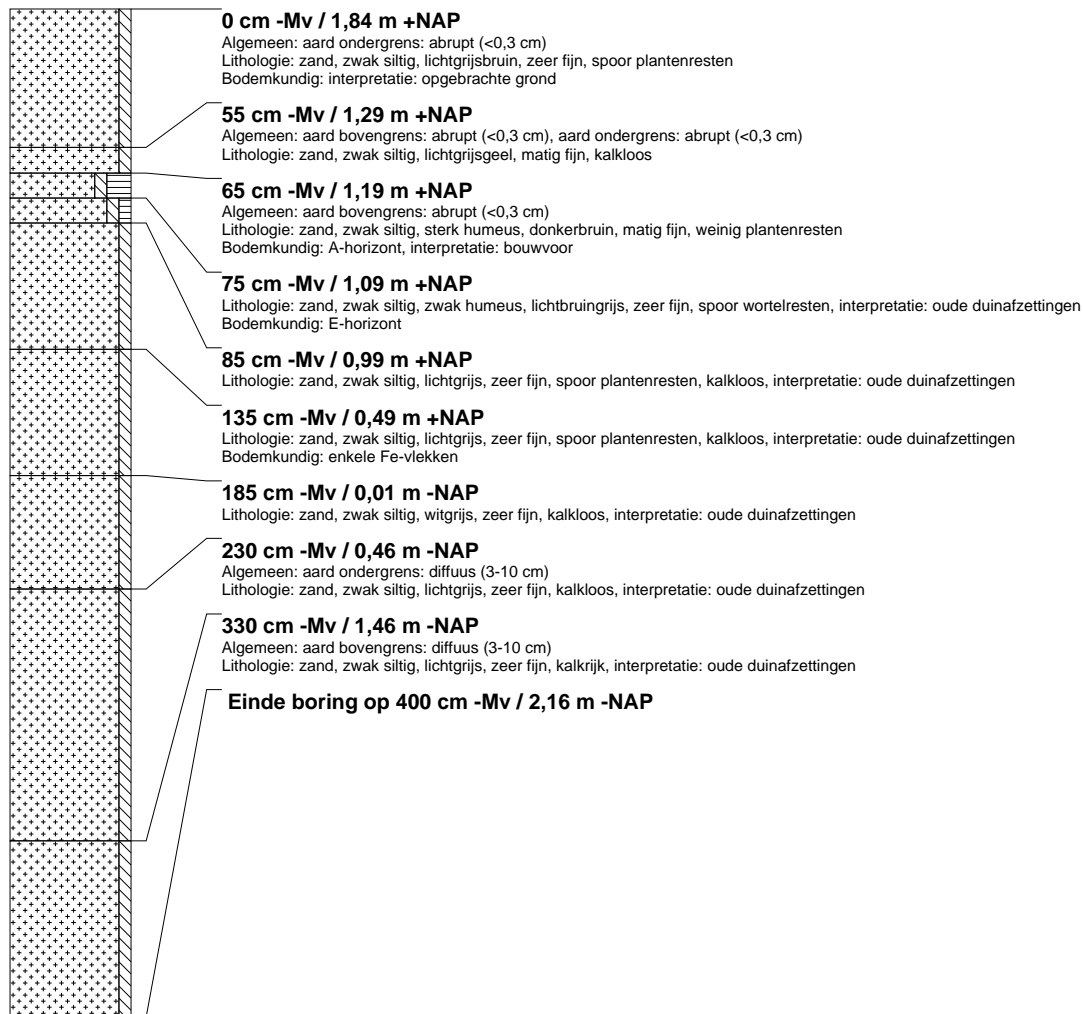 0 cm -Mv / 1,84 m +NAP
Algemeen: aard ondergrens: abrupt (<0,3 cm)
Lithologie: zand, zwak siltig, lichtgrijsbruin, zeer fijn, spoor plantenresten
Bodemkundig: interpretatie: opgebrachte grond
55 cm -Mv / 1,29 m +NAP
Algemeen: aard bovengrens: abrupt (<0,3 cm), aard ondergrens: abrupt (<0,3 cm)
Lithologie: zand, zwak siltig, lichtgrijsgeel, matig fijn, kalkloos
65 cm -Mv / 1,19 m +NAP
Algemeen: aard bovengrens: abrupt (<0,3 cm)
Lithologie: zand, zwak siltig, sterk humeus, donkerbruin, matig fijn, weinig plantenresten
Bodemkundig: A-horizont, interpretatie: bouwvoor
75 cm -Mv / 1,09 m +NAP
Lithologie: zand, zwak siltig, zwak humeus, lichtbruingrijs, zeer fijn, spoor wortelresten, interpretatie: oude duinafzettingen
Bodemkundig: E-horizont
85 cm -Mv / 0,99 m +NAP
Lithologie: zand, zwak siltig, lichtgrijs, zeer fijn, spoor plantenresten, kalkloos, interpretatie: oude duinafzettingen
135 cm -Mv / 0,49 m +NAP
Lithologie: zand, zwak siltig, lichtgrijs, zeer fijn, spoor plantenresten, kalkloos, interpretatie: oude duinafzettingen
Bodemkundig: enkele Fe-vlekken
185 cm -Mv / 0,01 m -NAP
Lithologie: zand, zwak siltig, witgrijs, zeer fijn, kalkloos, interpretatie: oude duinafzettingen
230 cm -Mv / 0,46 m -NAP
Algemeen: aard ondergrens: diffuus (3-10 cm)
Lithologie: zand, zwak siltig, lichtgrijs, zeer fijn, kalkloos, interpretatie: oude duinafzettingen
330 cm -Mv / 1,46 m -NAP
Algemeen: aard bovengrens: diffuus (3-10 cm)
Lithologie: zand, zwak siltig, lichtgrijs, zeer fijn, kalkrijk, interpretatie: oude duinafzettingen
Einde boring op 400 cm -Mv / 2,16 m -NAP